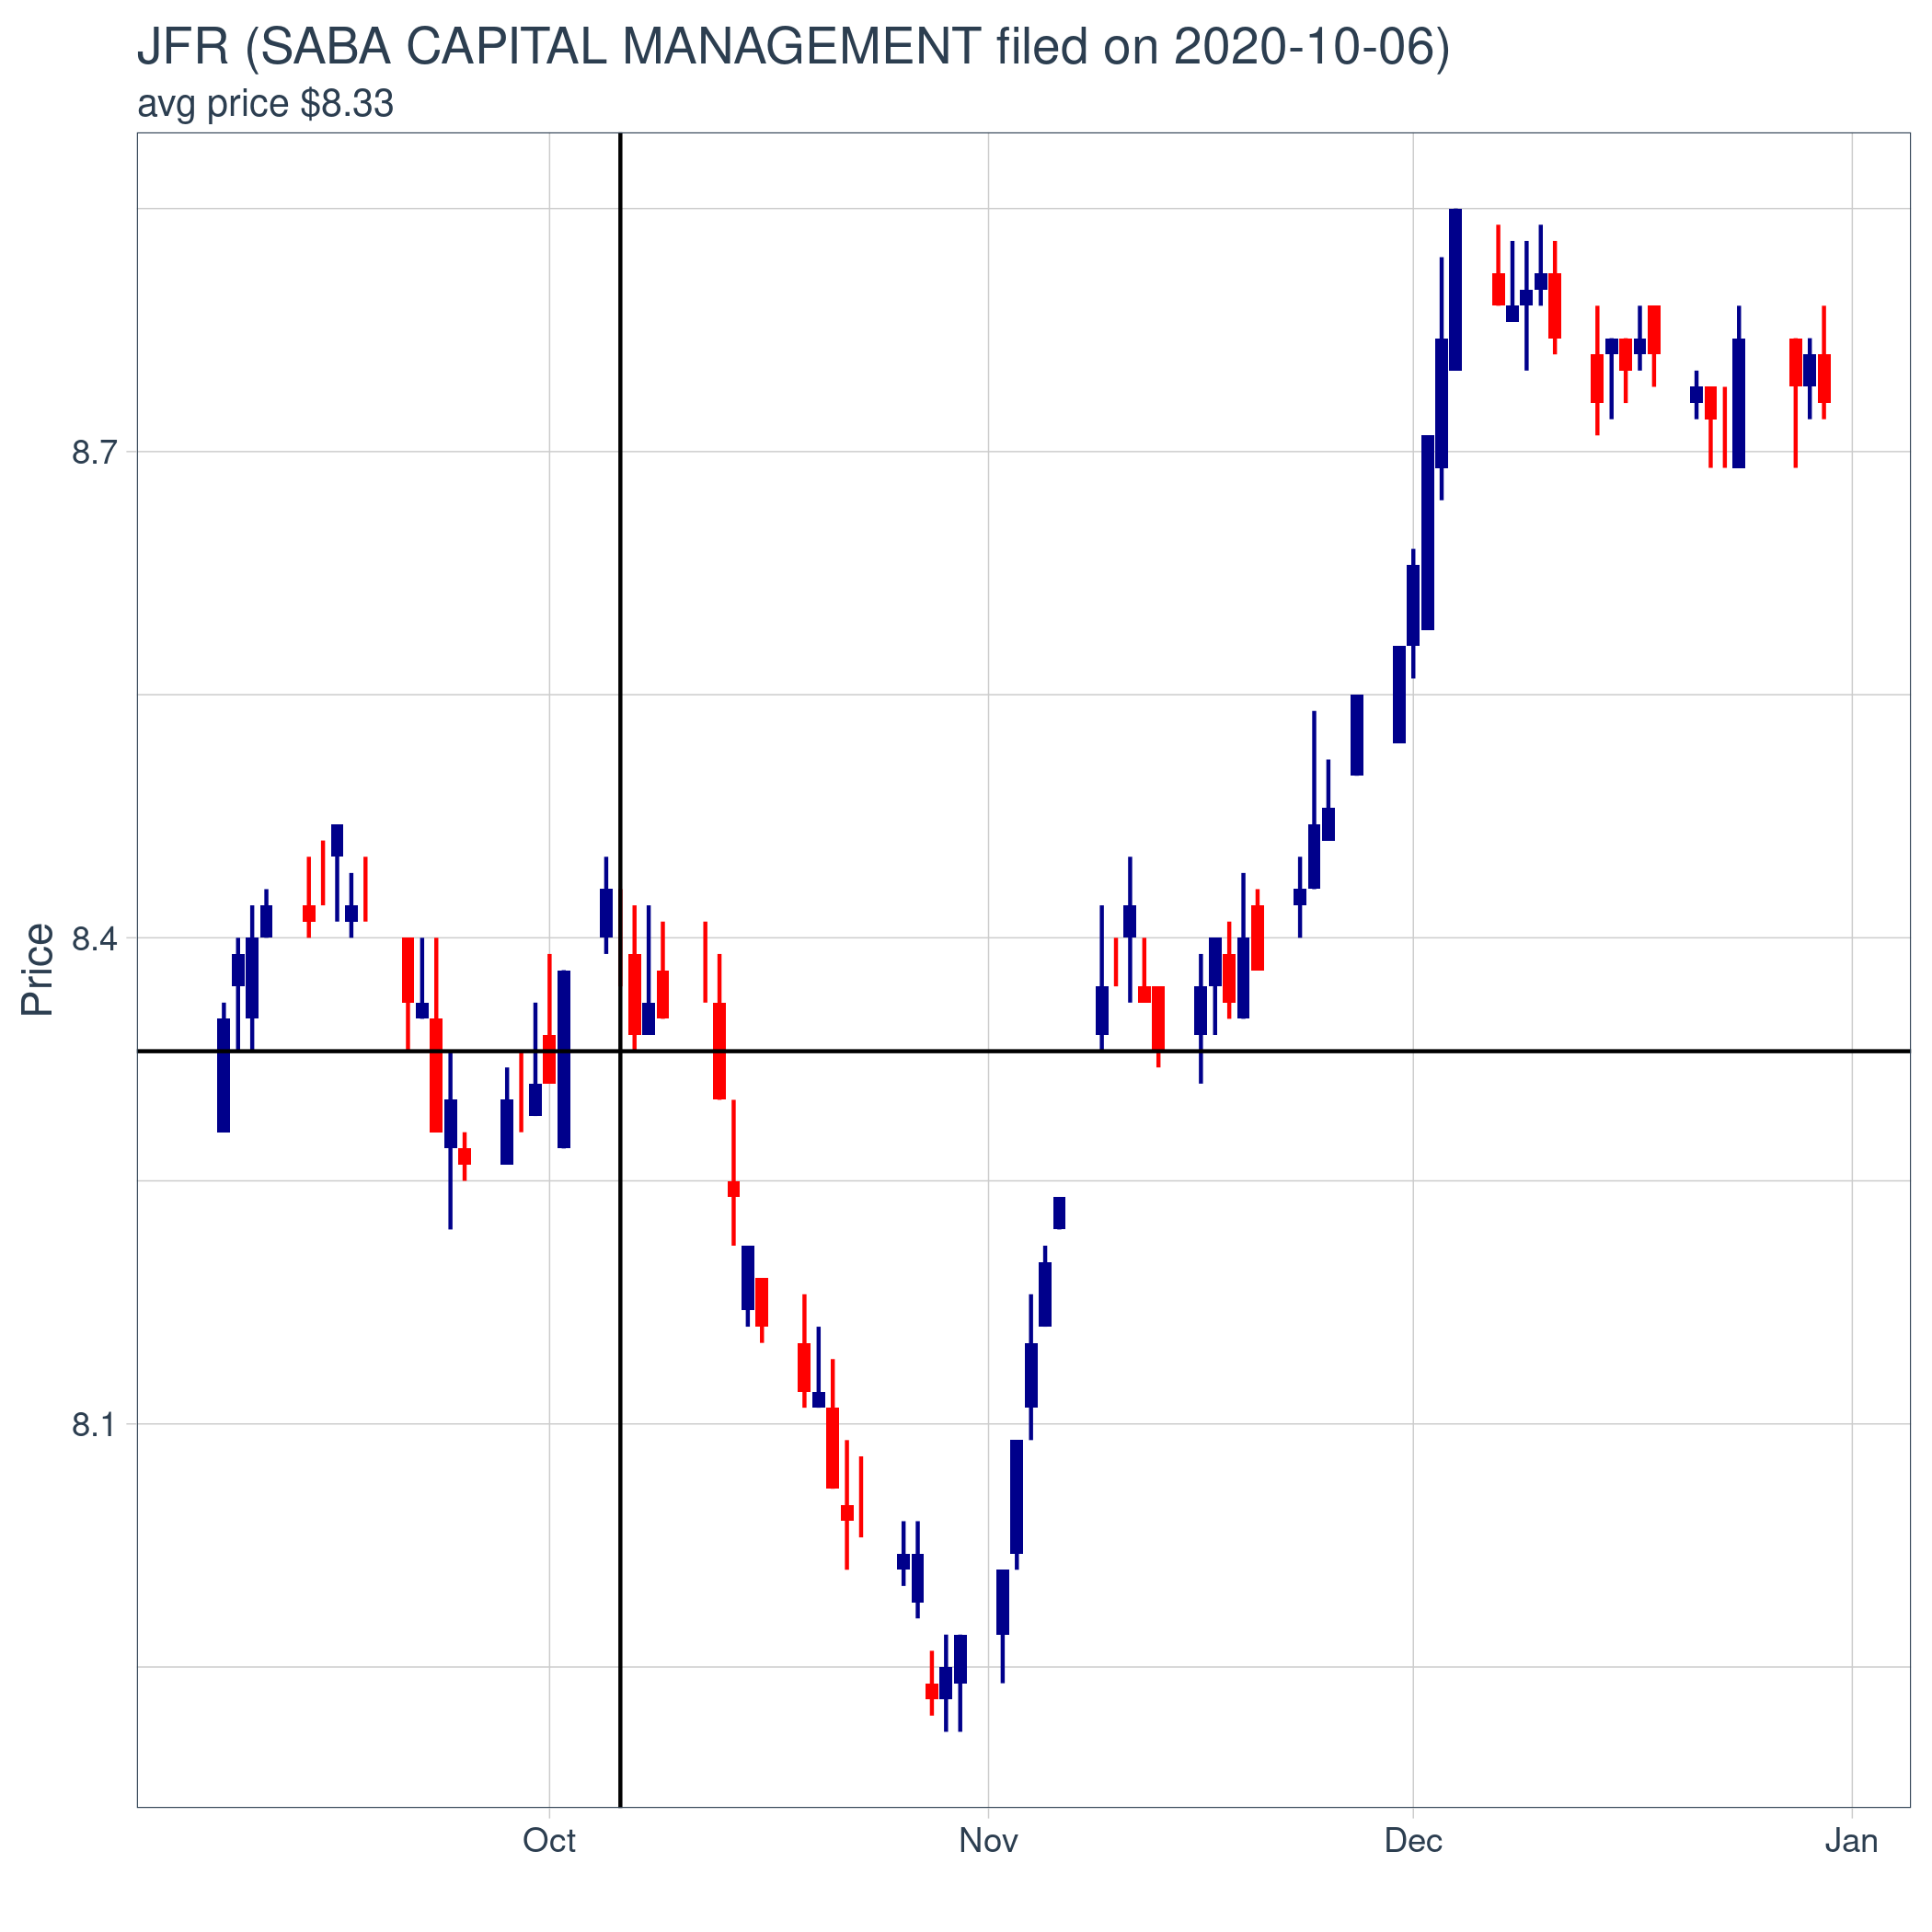 JFR (SABA CAPITAL MANAGEMENT filed on 2020-10-06)
avg price $8.33
8.7
8.4
8.1
Price
Oct
Nov
Dec
Jan